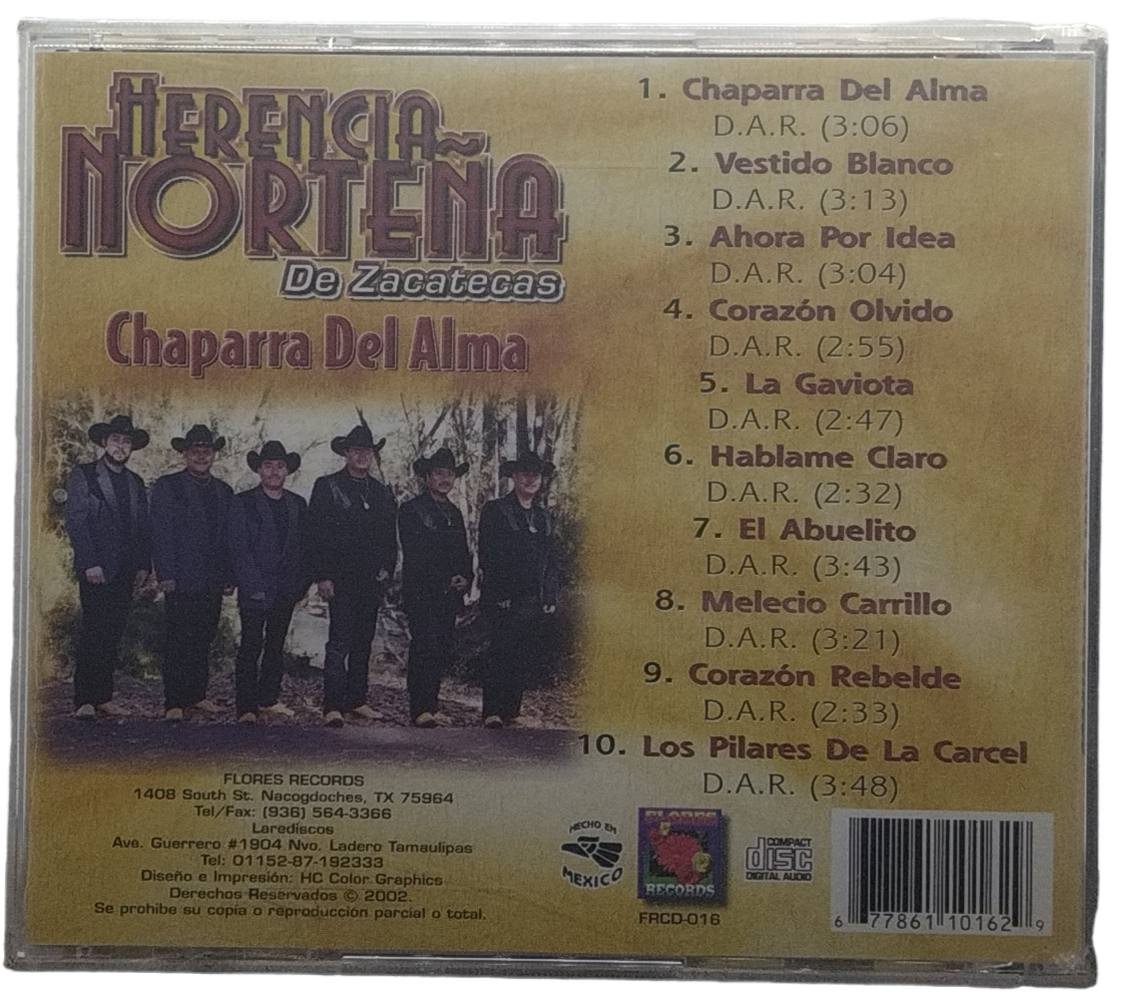 HERENCIA
NORTEÑA
De Zacatecas
Chaparra Del Alma
1. Chaparra Del Alma
D.A.R. (3:06)
2. Vestido Blanco
D.A.R. (3:13)
3. Ahora Por Idea
D.A.R. (3:04)
4. Corazón Olvido
D.A.R. (2:55)
5. La Gaviota
D.A.R. (2:47)
6. Hablame Claro
D.A.R. (2:32)
7. El Abuelito
D.A.R. (3:43)
8. Melecio Carrillo
D.A.R. (3:21)
9. Corazón Rebelde
D.A.R. (2:33)
10. Los Pilares De La Carcel
D.A.R. (3:48)
FLORES RECORDS
1408 South St. Nacogdoches, TX 75964
Tel/Fax: (936) 564-3366
Larediscos
Ave. Guerrero #1904 Nvo. Ladero Tamaulipas
Tel: 01152-87-192333
Diseño e Impresión: HC Color Graphics
Derechos Reservados © 2002.
Se prohibe su copia o reproducción parcial o total.
HECHO EN
MEXICO
FLORES
RECORDS
FRCD-016
COMPACT
disc
DIGITAL AUDIO
6 77861 10162 9